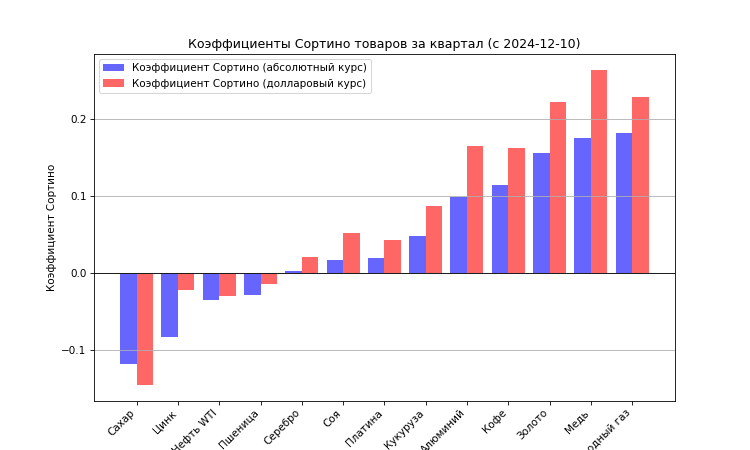 Коэффициенты Сортино товаров за квартал (с 2024-12-10)
Коэффициент Сортино (абсолютный курс)
Коэффициент Сортино (долларовый курс)
Коэффициент Сортино
0.2
0.1
0.0
−0.1
Сахар
Цинк
Нефть WTI
Пшеница
Серебро
Соя
Платина
Кукуруза
Алюминий
Кофе
Золото
Медь
одный газ